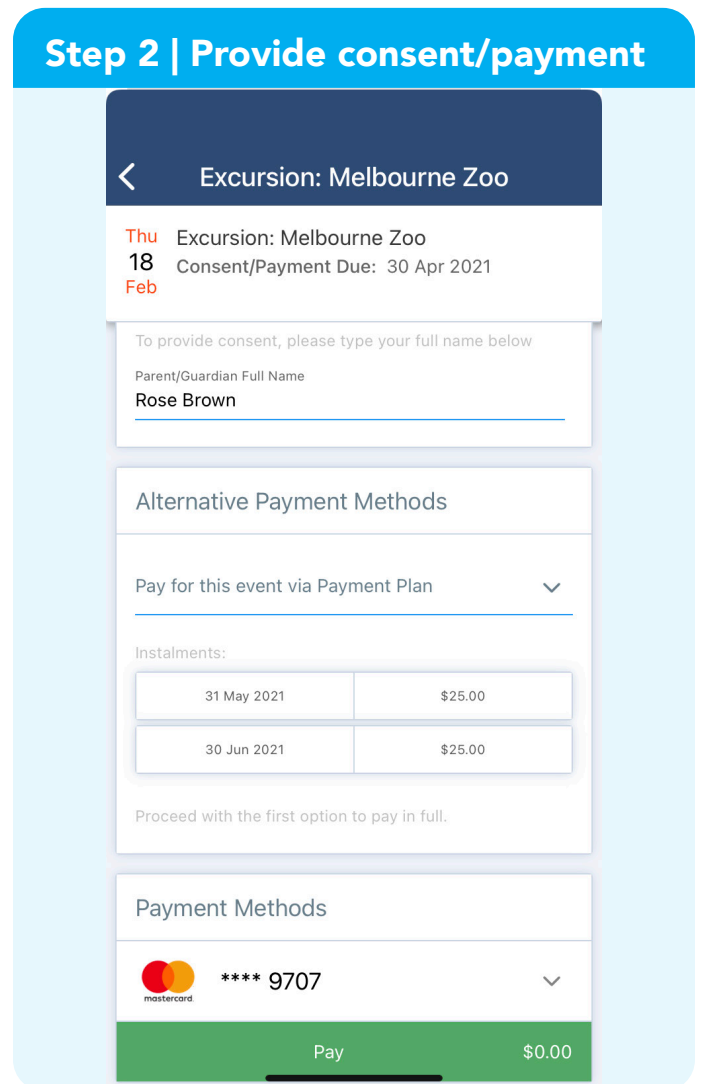 Step 2 | Provide consent/payment
Excursion: Melbourne Zoo
Thu
18
Feb
Excursion: Melbourne Zoo
Consent/Payment Due: 30 Apr 2021
To provide consent, please type your full name below
Parent/Guardian Full Name
Rose Brown
Alternative Payment Methods
Pay for this event via Payment Plan
Instalments:
31 May 2021 $25.00
30 Jun 2021 $25.00
Proceed with the first option to pay in full.
Payment Methods
mastercard.
**** 9707
Pay $0.00